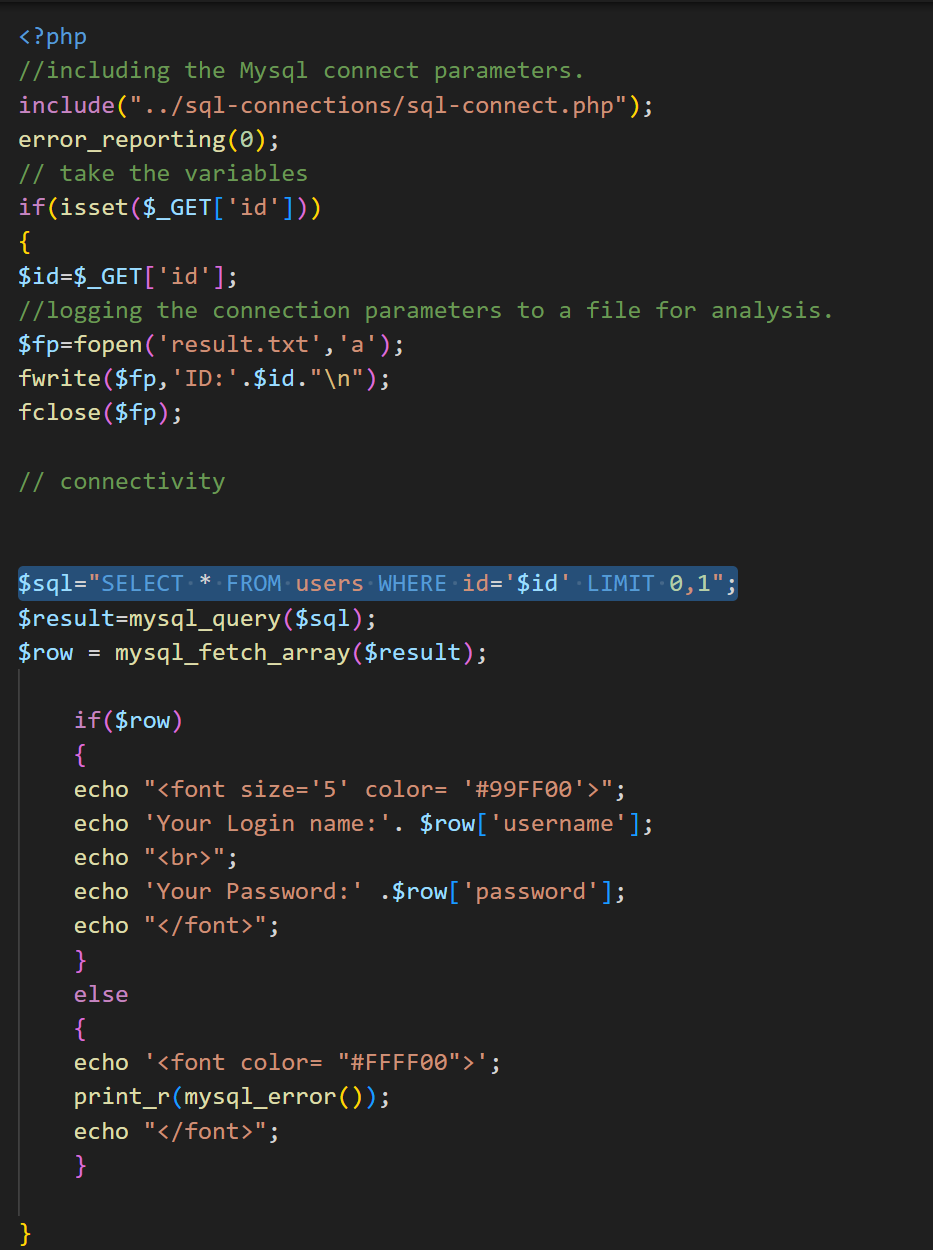 <?php
//including the Mysql connect parameters.
include("../sql-connections/sql-connect.php");
error_reporting(0);
// take the variables
if(isset($_GET['id']))
{
$id=$_GET['id'];
//logging the connection parameters to a file for analysis.
$fp=fopen('result.txt','a');
fwrite($fp,'ID:'.$id."\n");
fclose($fp);
// connectivity
$sql="SELECT * FROM users WHERE id='$id' LIMIT 0,1";
$result=mysql_query($sql);
$row = mysql_fetch_array($result);
if($row)
{
echo "<font size='5' color= '#99FF00'>";
echo 'Your Login name:'. $row['username'];
echo "<br>";
echo 'Your Password:' .$row['password'];
echo "</font>";
}
else
{
echo '<font color= "#FFFF00">';
print_r(mysql_error());
echo "</font>";
}
}